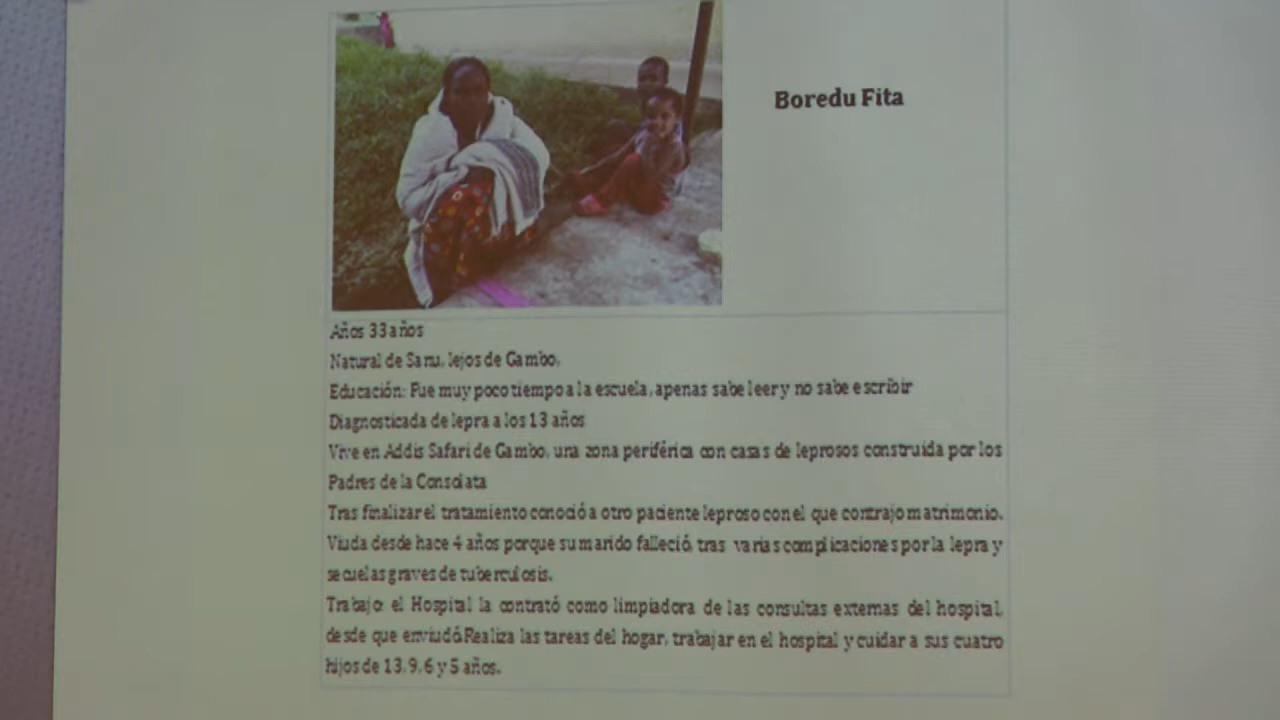 Boredu Fita
Años 33 años
Natural de Sanu, lejos de Gambo.
Educación: Fue muy poco tiempo a la escuela, apenas sabe leer y no sabe escribir
Diagnosticada de lepra a los 13 años
Vive en Addis Safari de Gambo, una zona periférica con casas de leprosos construida por los
Padres de la Consolata
Tras finalizar el tratamiento conoció a otro paciente leproso con el que contrajo matrimonio.
Viuda desde hace 4 años porque su marido falleció, tras varias complicaciones por la lepra y
secuelas graves de tuberculosis.
Trabajo: el Hospital la contrató como limpiadora de las consultas externas del hospital,
desde que enviudó. Realiza las tareas del hogar, trabajar en el hospital y cuidar a sus cuatro
hijos de 13, 9, 6 y 5 años.